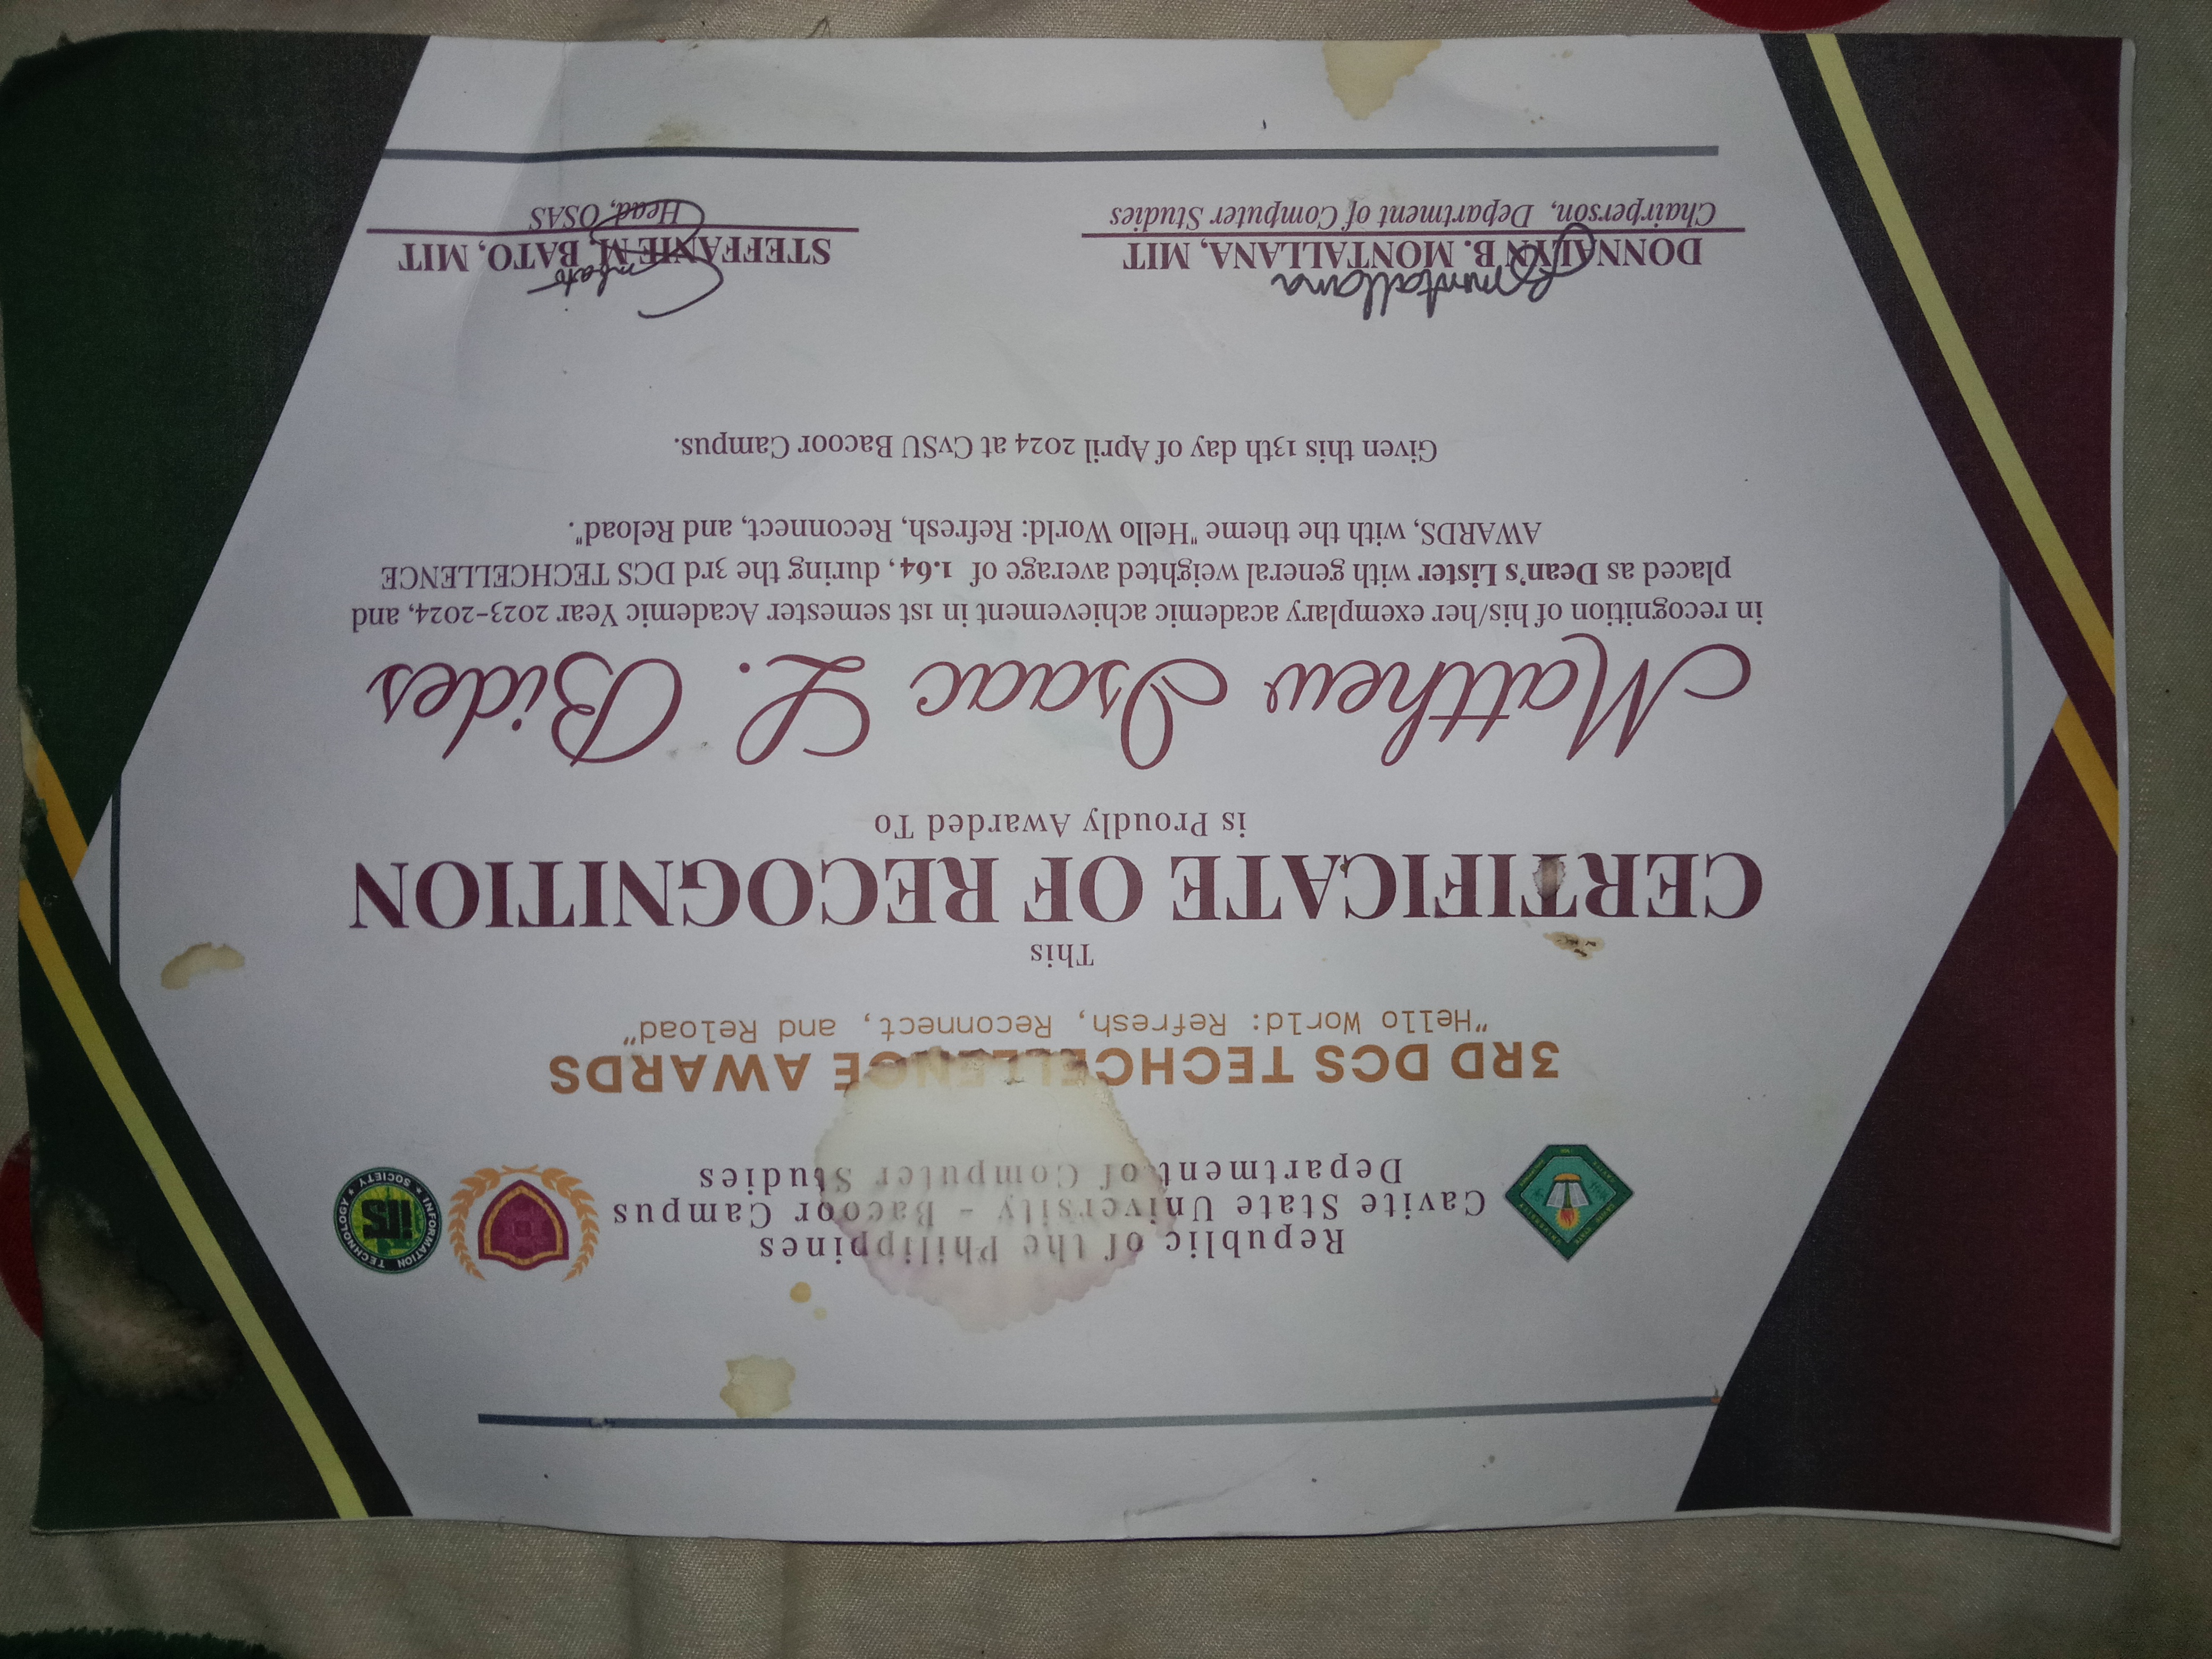 Republic of the Philippines
Cavite State University - Bacoor Campus
Department of Computer Studies
INFORMATION TECHNOLOGY
its
SOCIETY
3RD DCS TECHCELLENCE AWARDS
"Hello World: Refresh, Reconnect, and Reload"
This
CERTIFICATE OF RECOGNITION
is Proudly Awarded To
Matthew Isaac L. Bides
in recognition of his/her exemplary academic achievement in 1st semester Academic Year 2023-2024, and
placed as Dean's Lister with general weighted average of 1.64, during the 3rd DCS TECHCELLENCE
AWARDS, with the theme "Hello World: Refresh, Reconnect, and Reload".
Given this 13th day of April 2024 at CvSU Bacoor Campus.
DONNALYN B. MONTALLANA, MIT
Chairperson, Department of Computer Studies
STEFFANIE M. BATO, MIT
Head, OSAS